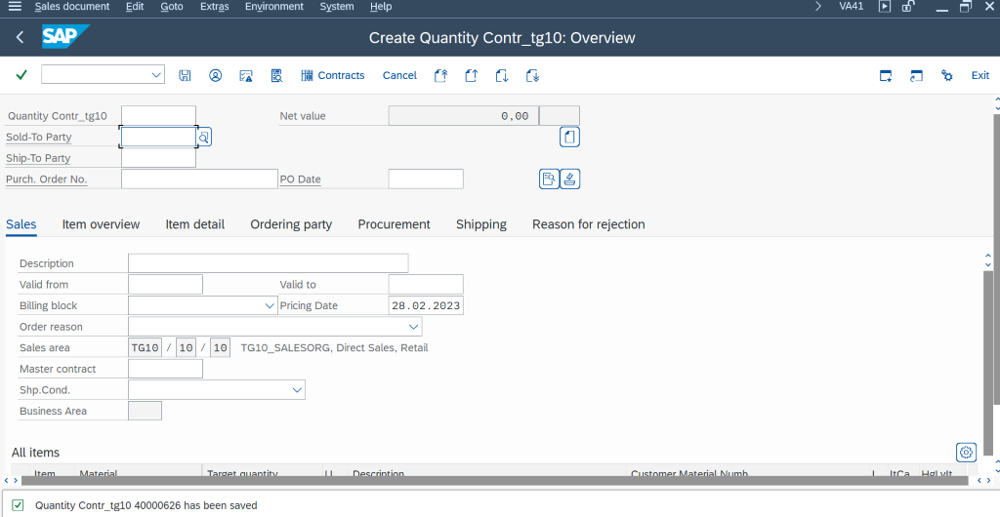 Sales document Edit Goto Extras Environment System Help VA41
SAP Create Quantity Contr_tg10: Overview
Contracts Cancel Exit
Quantity Contr_tg10 Net value 0,00
Sold-To Party
Ship-To Party
Purch. Order No. PO Date
Sales Item overview Item detail Ordering party Procurement Shipping Reason for rejection
Description
Valid from Valid to
Billing block Pricing Date 28.02.2023
Order reason
Sales area TG10 / 10 / 10 TG10_SALESORG, Direct Sales, Retail
Master contract
Shp.Cond.
Business Area
All items
Item Material Target quantity U Description Customer Material Numb I ItCa HgLvIt
Quantity Contr_tg10 40000626 has been saved